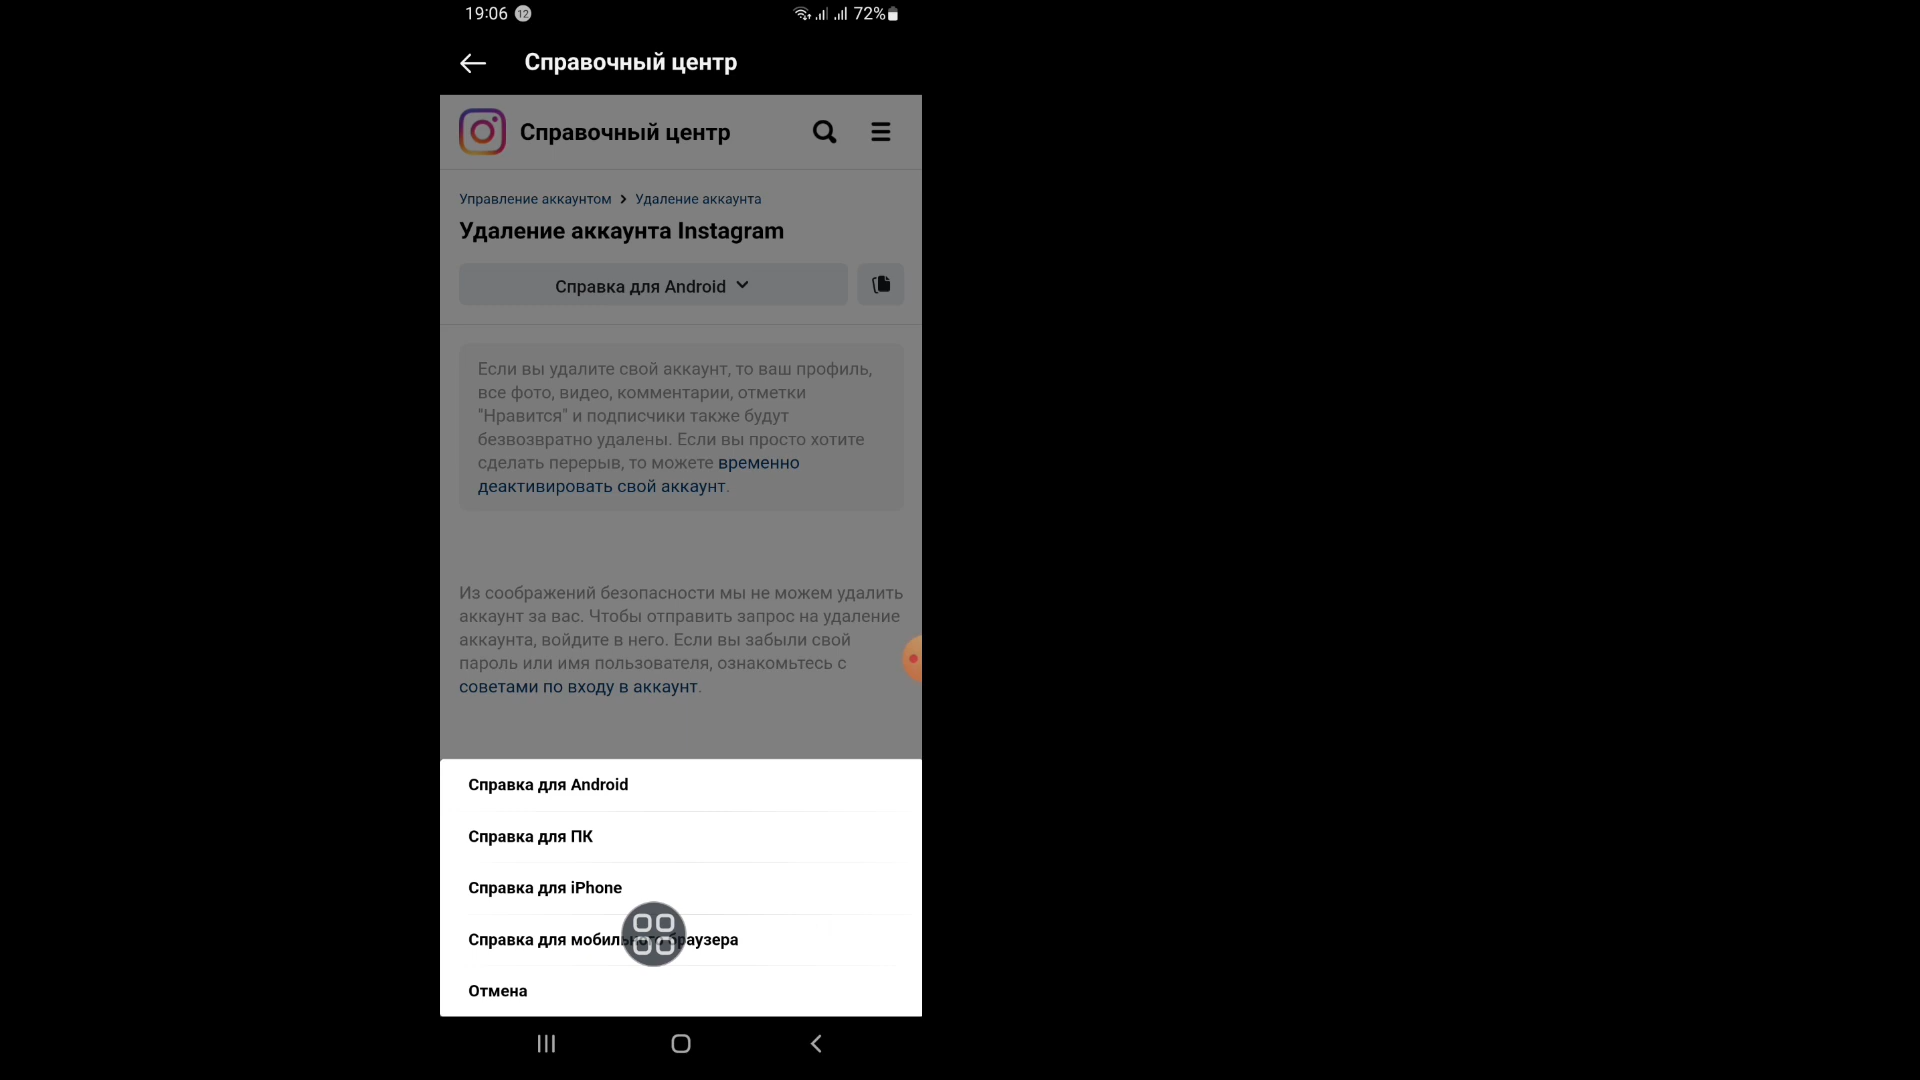 19:06 12 72%
Справочный центр
Справочный центр
Управление аккаунтом > Удаление аккаунта
Удаление аккаунта Instagram
Справка для Android
Если вы удалите свой аккаунт, то ваш профиль,
все фото, видео, комментарии, отметки
"Нравится" и подписчики также будут
безвозвратно удалены. Если вы просто хотите
сделать перерыв, то можете временно
деактивировать свой аккаунт.
Из соображений безопасности мы не можем удалить
аккаунт за вас. Чтобы отправить запрос на удаление
аккаунта, войдите в него. Если вы забыли свой
пароль или имя пользователя, ознакомьтесь с
советами по входу в аккаунт.
Справка для Android
Справка для ПК
Справка для iPhone
Справка для мобильного браузера
Отмена